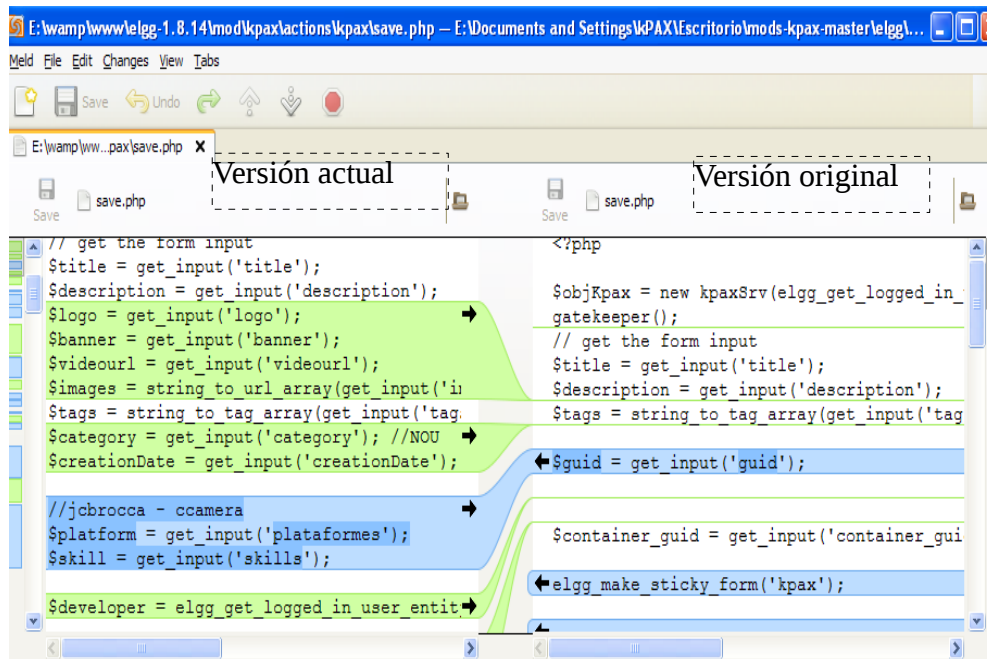 E:\wamp\www\elgg-1.8.14\mod\kpax\actions\kpax\save.php — E:\Documents and Settings\kPAX\Escritorio\mods-kpax-master\elgg\...
Meld File Edit Changes View Tabs
Save Undo
E:\wamp\ww...pax\save.php X
Versión actual
Versión original
Save save.php
Save save.php
// get the form input
$title = get_input('title');
$description = get_input('description');
$logo = get_input('logo');
$banner = get_input('banner');
$videourl = get_input('videourl');
$images = string_to_url_array(get_input('i
$tags = string_to_tag_array(get_input('tag
$category = get_input('category'); //NOU
$creationDate = get_input('creationDate');
//jcbrocca - ccamera
$platform = get_input('plataformes');
$skill = get_input('skills');
$developer = elgg_get_logged_in_user_entit
<?php
$objKpax = new kpaxSrv(elgg_get_logged_in_
gatekeeper();
// get the form input
$title = get_input('title');
$description = get_input('description');
$tags = string_to_tag_array(get_input('tag
$guid = get_input('guid');
$container_guid = get_input('container_gui
elgg_make_sticky_form('kpax');